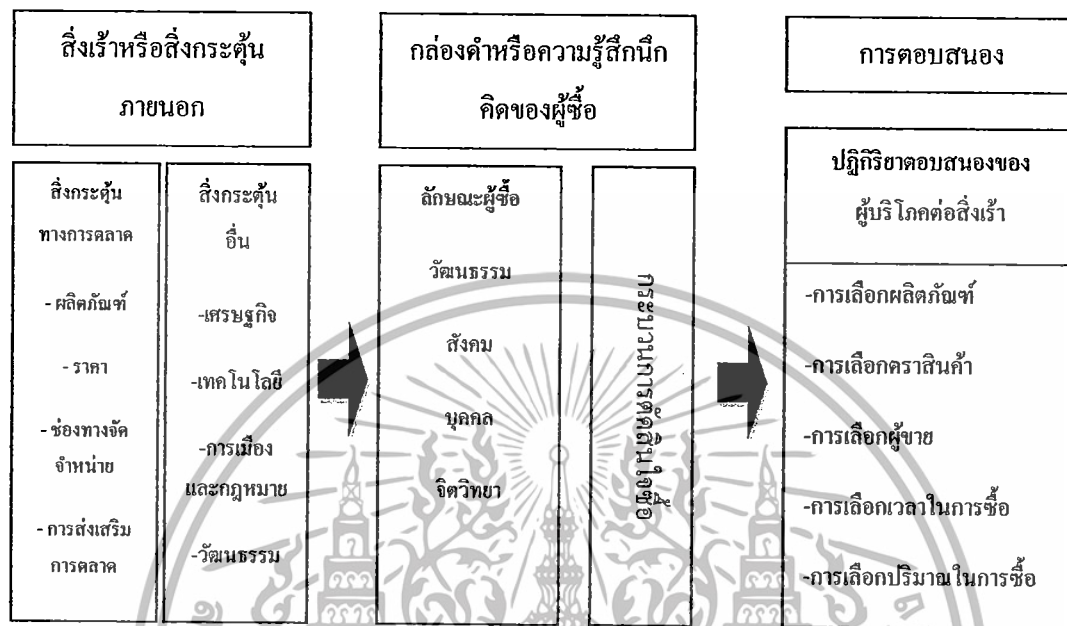 สิ่งเร้าหรือสิ่งกระตุ้น
ภายนอก
กล่องดำหรือความรู้สึกนึก
คิดของผู้ซื้อ
การตอบสนอง
สิ่งกระตุ้น
ทางการตลาด
- ผลิตภัณฑ์
- ราคา
- ช่องทางจัด
จำหน่าย
- การส่งเสริม
การตลาด
สิ่งกระตุ้น
อื่น
-เศรษฐกิจ
-เทคโนโลยี
-การเมือง
และกฎหมาย
-วัฒนธรรม
ลักษณะผู้ซื้อ
วัฒนธรรม
สังคม
บุคคล
จิตวิทยา
กระบวนการตัดสินใจซื้อ
ปฏิกิริยาตอบสนองของ
ผู้บริโภคต่อสิ่งเร้า
-การเลือกผลิตภัณฑ์
-การเลือกตราสินค้า
-การเลือกผู้ขาย
-การเลือกเวลาในการซื้อ
-การเลือกปริมาณในการซื้อ